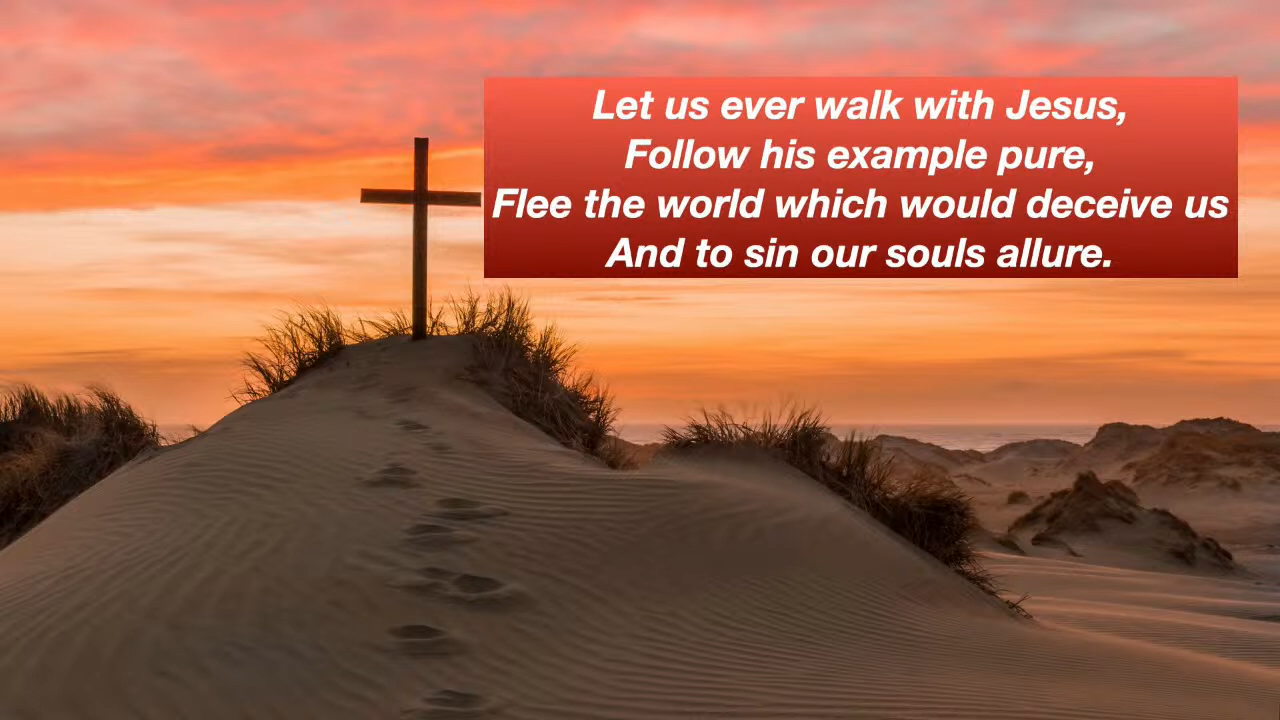 Let us ever walk with Jesus,
Follow his example pure,
Flee the world which would deceive us
And to sin our souls allure.